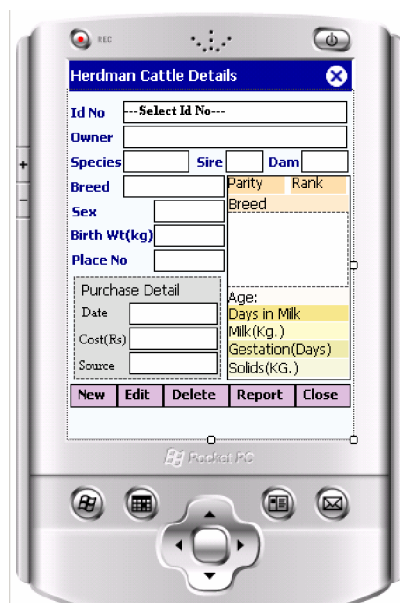 REC
Herdman Cattle Details
Id No ---Select Id No---
Owner
Species Sire Dam
Breed Parity Rank
Sex Breed
Birth Wt(kg)
Place No
Purchase Detail
Date
Cost(Rs)
Source
Age:
Days in Milk
Milk(Kg.)
Gestation(Days)
Solids(KG.)
New Edit Delete Report Close
Pocket PC